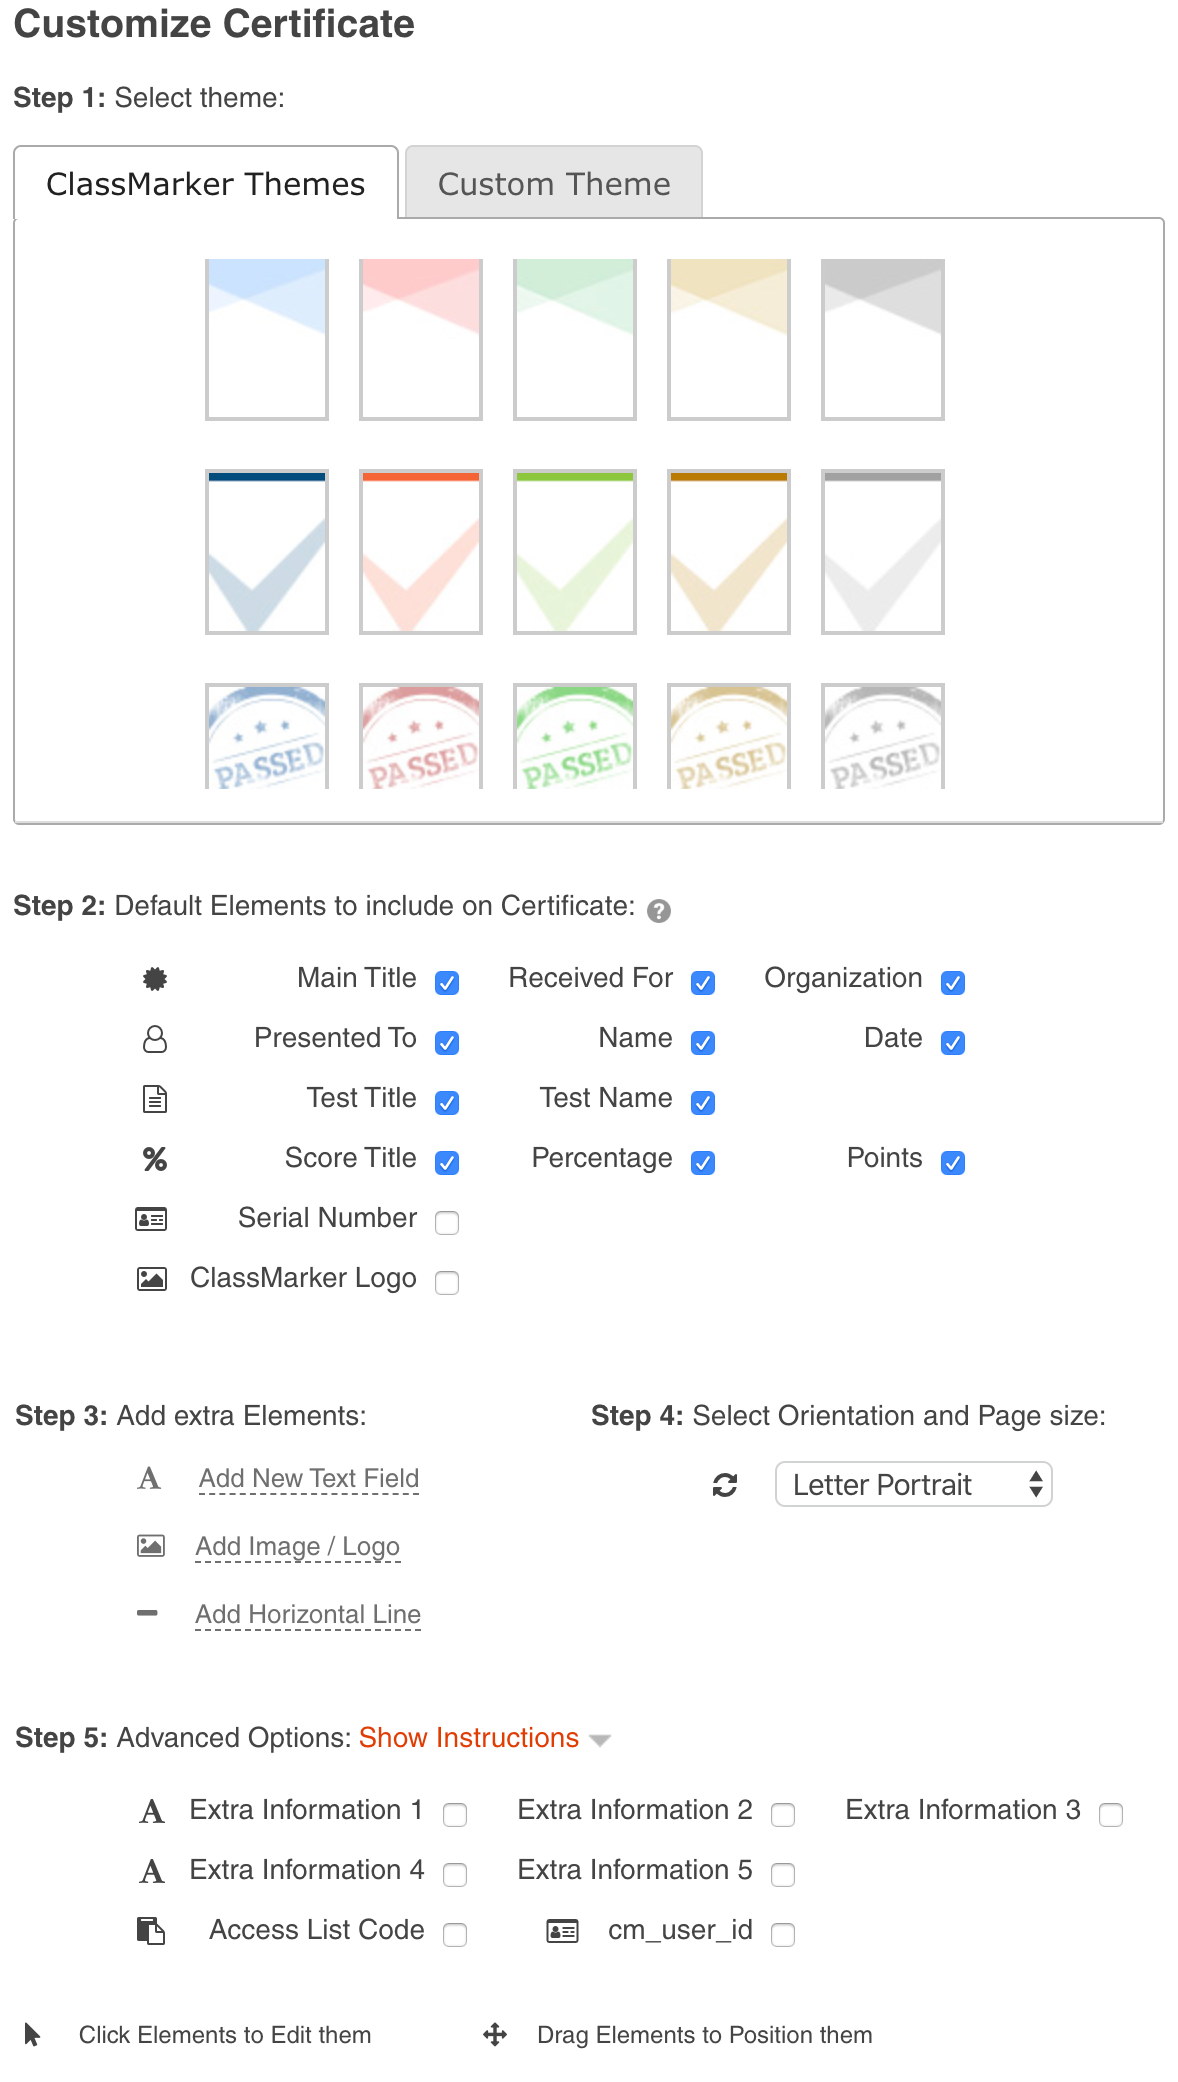 Customize Certificate
Step 1: Select theme:
ClassMarker Themes Custom Theme
PASSED PASSED PASSED PASSED PASSED
Step 2: Default Elements to include on Certificate: ?
Main Title Received For Organization
Presented To Name Date
Test Title Test Name
% Score Title Percentage Points
Serial Number
ClassMarker Logo
Step 3: Add extra Elements: Step 4: Select Orientation and Page size:
A Add New Text Field Letter Portrait
Add Image / Logo
Add Horizontal Line
Step 5: Advanced Options: Show Instructions
A Extra Information 1 Extra Information 2 Extra Information 3
A Extra Information 4 Extra Information 5
Access List Code cm_user_id
Click Elements to Edit them Drag Elements to Position them